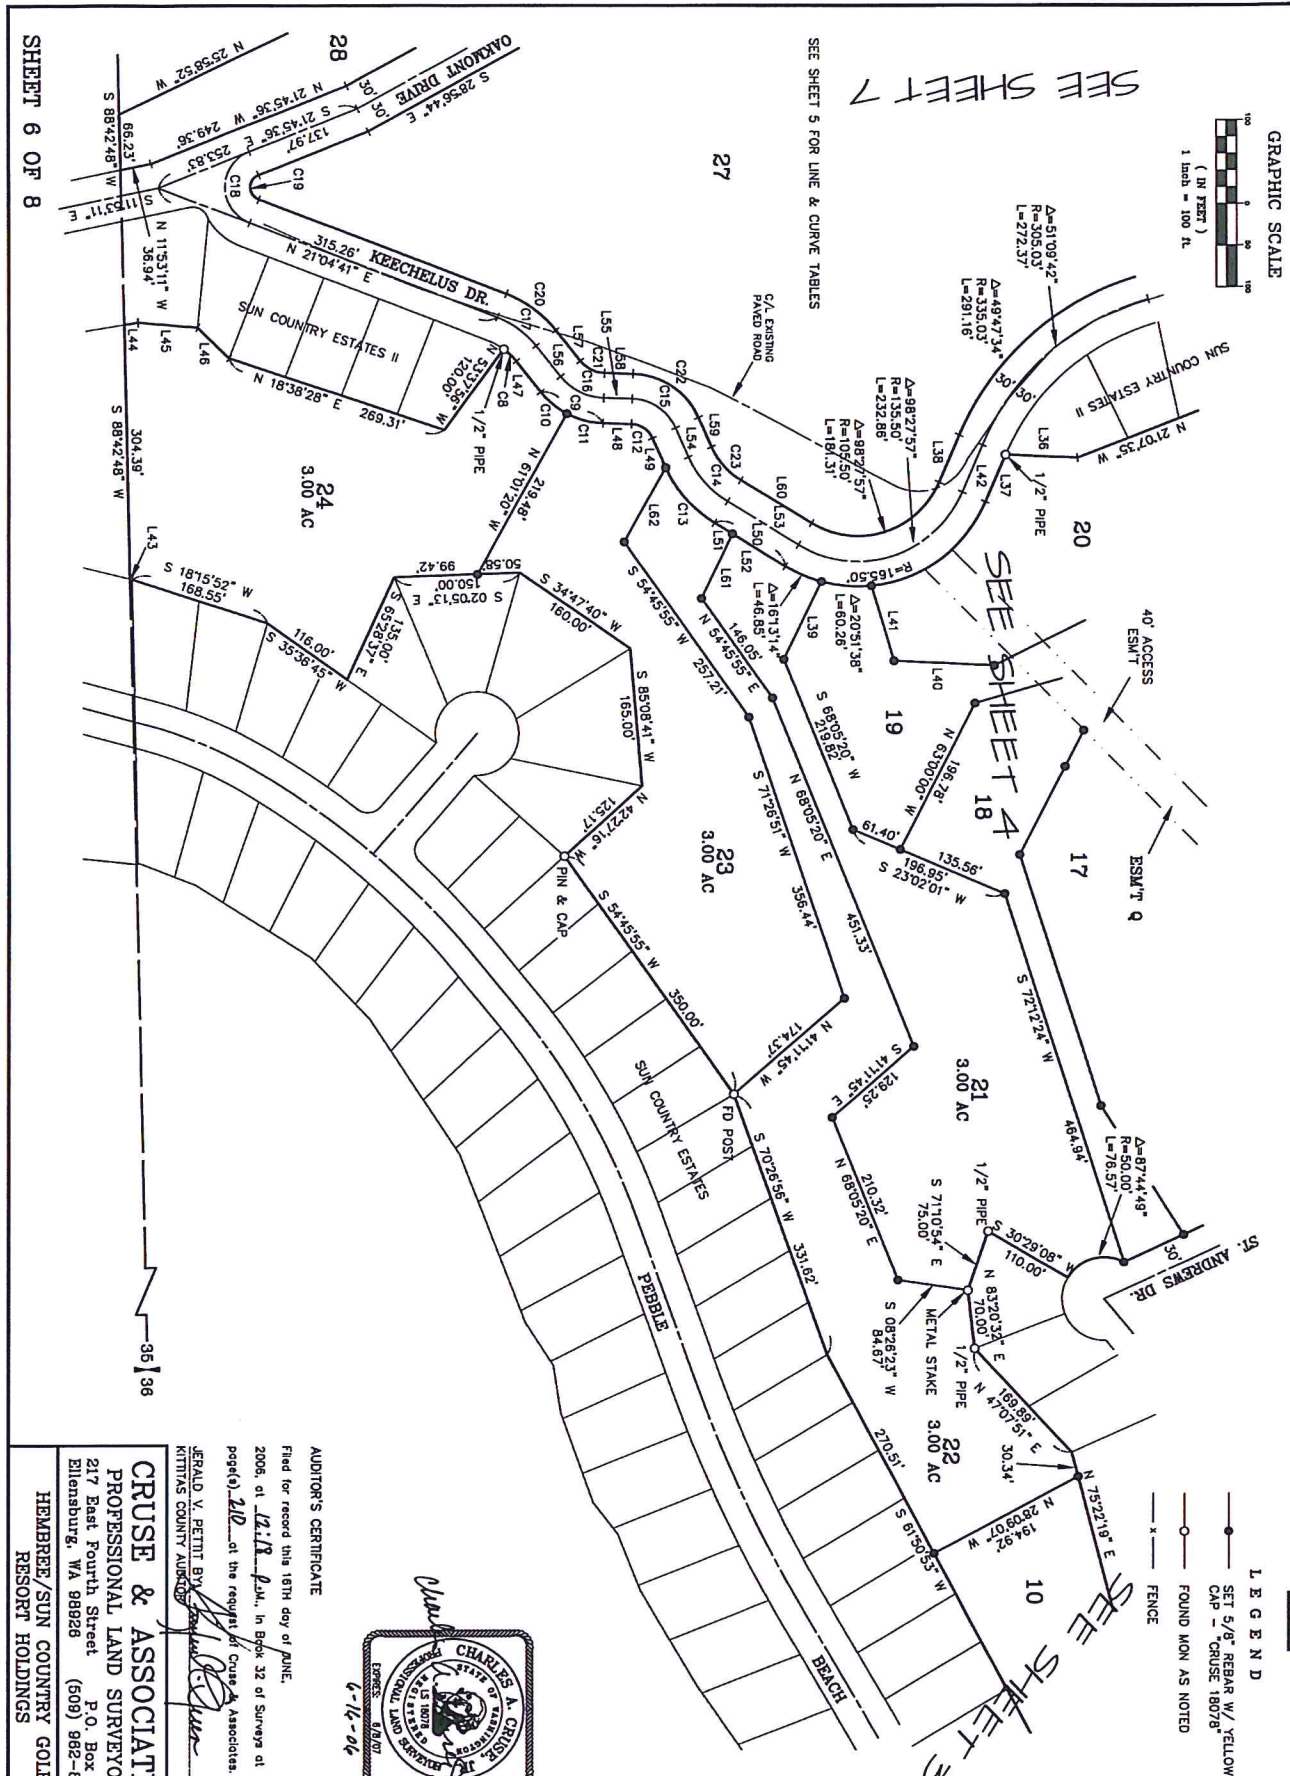 GRAPHIC SCALE
100 0 50 100
( IN FEET )
1 inch = 100 ft.
SEE SHEET 7
SEE SHEET 5 FOR LINE & CURVE TABLES
L E G E N D
SET 5/8" REBAR W/ YELLOW
CAP - "CRUSE 18078"
FOUND MON AS NOTED
FENCE
Δ=51°09'42"
R=305.03'
L=272.37'
Δ=49°47'34"
R=335.03'
L=291.16'
30' 30'
SUN COUNTRY ESTATES II
N 21°07'35" W
L36
1/2" PIPE
L37
L38
L42
20
Δ=98°27'57"
R=135.50'
L=232.86'
Δ=98°27'57"
R=105.50'
L=181.31'
R=165.50'
Δ=20°51'38"
L=60.26'
Δ=16°13'14"
L=46.85'
SEE SHEET 4
40' ACCESS
ESM'T
ESM'T Q
17
18
19
L41
L40
L39
N 63°00'00" W
196.78'
S 68°05'20" W
219.82'
61.40'
135.56'
196.95'
S 23°02'01" W
S 72°12'24" W
464.94'
Δ=87°44'49"
R=50.00'
L=76.57'
30'
ST. ANDREWS DR.
21
3.00 AC
N 68°05'20" E
451.33'
S 41°11'45" E
129.25'
210.32'
N 68°05'20" E
S 08°26'23" W
84.67'
S 71°10'54" E
75.00'
1/2" PIPE
S 30°29'08" W
110.00'
N 83°20'32" E
70.00'
METAL STAKE
1/2" PIPE
169.89'
N 47°07'51" E
30.34'
N 75°22'19" E
22
3.00 AC
N 28°09'07" W
194.92'
10
SEE SHEET 3
270.51'
S 61°50'53" W
S 70°26'56" W
331.62'
FD POST
N 41°11'45" W
174.37'
S 71°26'51" W
356.44'
23
3.00 AC
146.05'
N 54°45'55" E
S 54°45'55" W
257.21'
L61
L62
S 54°45'55" W
350.00'
PIN & CAP
N 42°27'16" W
125.17'
S 85°08'41" W
165.00'
S 34°47'40" W
160.00'
50.58'
150.00'
99.42'
S 02°05'13" E
S 65°28'37" E
135.00'
116.00'
S 35°36'45" W
S 18°15'52" W
168.55'
L43
24
3.00 AC
N 61°01'20" W
219.48'
SUN COUNTRY ESTATES
PEBBLE
BEACH
27
C/L EXISTING
PAVED ROAD
L60
L53
L50
L52
L51
C23
C14
C13
L59
L54
L49
C22
C15
C12
L58
L55
L48
C21
C16
C11
C9
L57
L56
C10
C20
C17
L47
C8
1/2" PIPE
N 53°37'56" W
120.00'
N 18°38'28" E
269.31'
SUN COUNTRY ESTATES II
315.26'
KEECHELUS DR.
N 21°04'41" E
C19
C18
L46
L45
L44
28
OAKMONT DRIVE
S 28°56'44" E
30' 30'
137.97'
S 21°45'36" E
253.83'
N 21°45'36" W
249.36'
N 25°58'52" W
66.23'
S 88°42'48" W
S 11°53'11" E
N 11°53'11" W
36.94'
304.39'
S 88°42'48" W
35 36
SHEET 6 OF 8
AUDITOR'S CERTIFICATE
Filed for record this 16TH day of JUNE,
2006, at 12:18 P.M., in Book 32 of Surveys at
page(s) 210 at the request of Cruse & Associates.
JERALD V. PETTIT BY:
KITTITAS COUNTY AUDITOR
CHARLES A. CRUSE, JR.
STATE OF WASHINGTON
LS 18078
REGISTERED
PROFESSIONAL LAND SURVEYOR
EXPIRES: 8/8/07
6-16-06
CRUSE & ASSOCIAT
PROFESSIONAL LAND SURVEYO
217 East Fourth Street P.O. Box
Ellensburg, WA 98926 (509) 962-8
HEMBREE/SUN COUNTRY GOLF
RESORT HOLDINGS